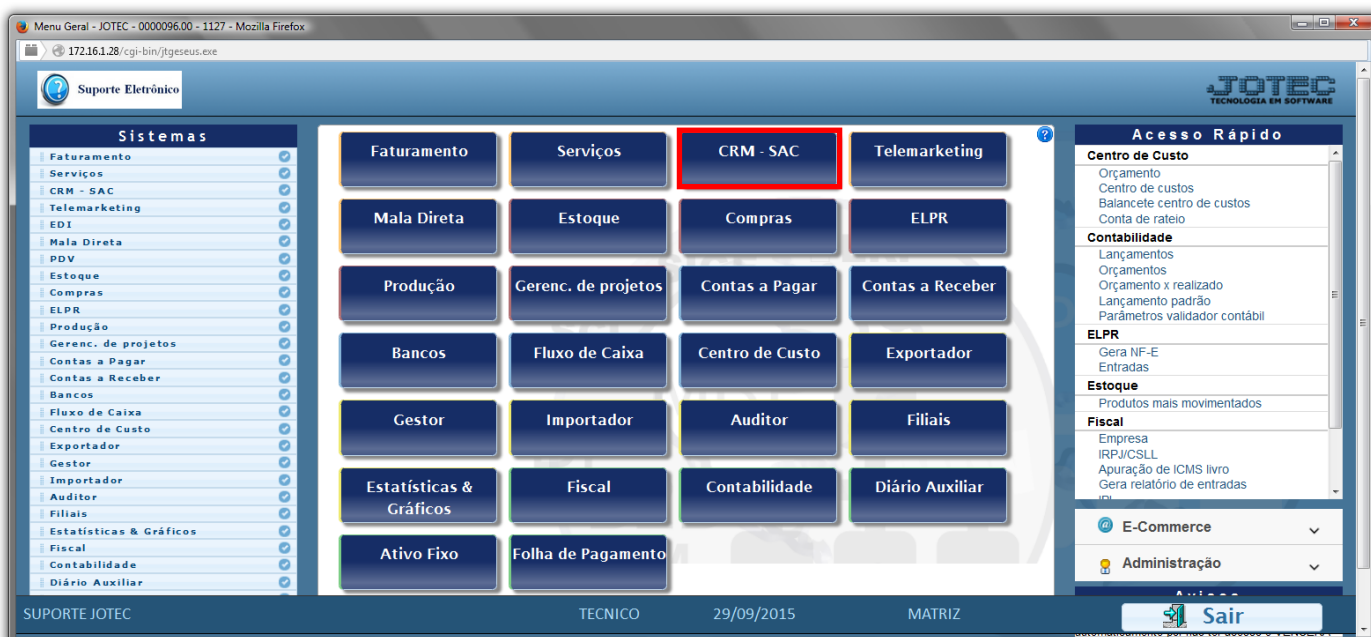 Menu Geral - JOTEC - 0000096.00 - 1127 - Mozilla Firefox
172.16.1.28/cgi-bin/jtgeseus.exe
Suporte Eletrônico
JOTEC
TECNOLOGIA EM SOFTWARE
Sistemas
Faturamento
Serviços
CRM - SAC
Telemarketing
EDI
Mala Direta
PDV
Estoque
Compras
ELPR
Produção
Gerenc. de projetos
Contas a Pagar
Contas a Receber
Bancos
Fluxo de Caixa
Centro de Custo
Exportador
Gestor
Importador
Auditor
Filiais
Estatísticas & Gráficos
Fiscal
Contabilidade
Diário Auxiliar
Faturamento
Serviços
CRM - SAC
Telemarketing
Mala Direta
Estoque
Compras
ELPR
Produção
Gerenc. de projetos
Contas a Pagar
Contas a Receber
Bancos
Fluxo de Caixa
Centro de Custo
Exportador
Gestor
Importador
Auditor
Filiais
Estatísticas &
Gráficos
Fiscal
Contabilidade
Diário Auxiliar
Ativo Fixo
Folha de Pagamento
Acesso Rápido
Centro de Custo
Orçamento
Centro de custos
Balancete centro de custos
Conta de rateio
Contabilidade
Lançamentos
Orçamentos
Orçamento x realizado
Lançamento padrão
Parâmetros validador contábil
ELPR
Gera NF-E
Entradas
Estoque
Produtos mais movimentados
Fiscal
Empresa
IRPJ/CSLL
Apuração de ICMS livro
Gera relatório de entradas
E-Commerce
Administração
SUPORTE JOTEC
TECNICO
29/09/2015
MATRIZ
Sair